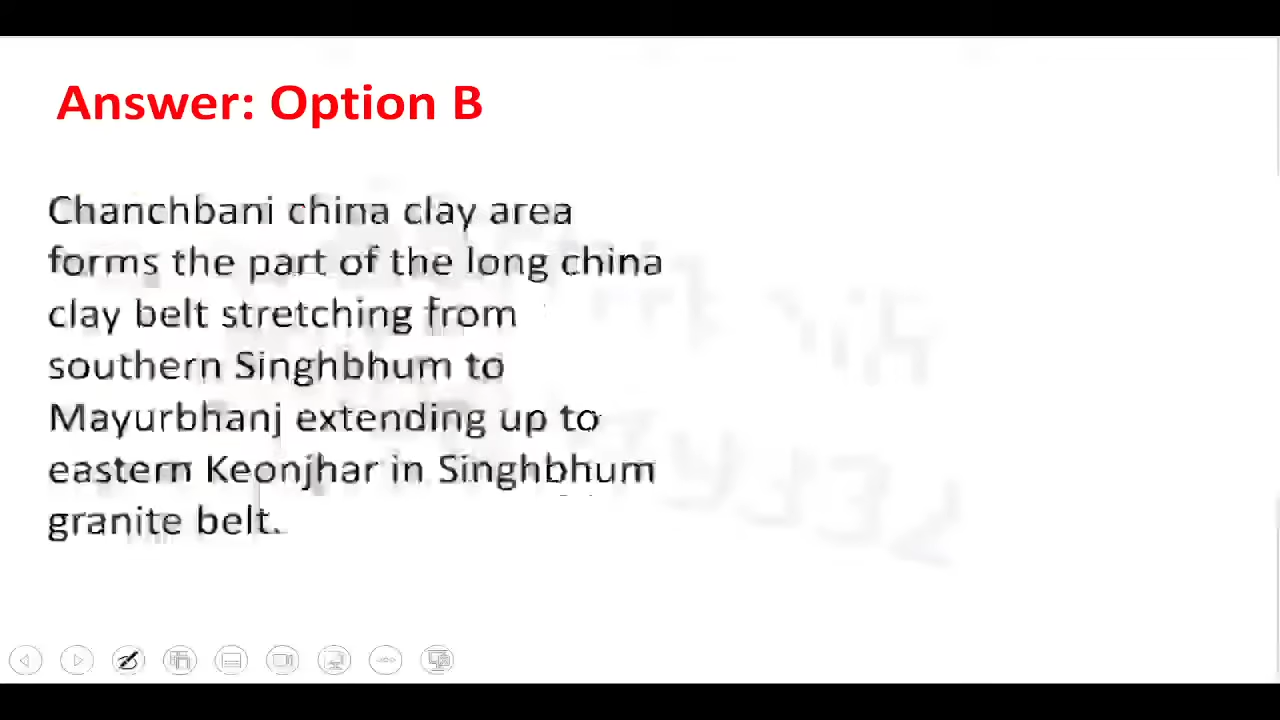 Answer: Option B
Chanchbani china clay area
forms the part of the long china
clay belt stretching from
southern Singhbhum to
Mayurbhanj extending up to
eastern Keonjhar in Singhbhum
granite belt.